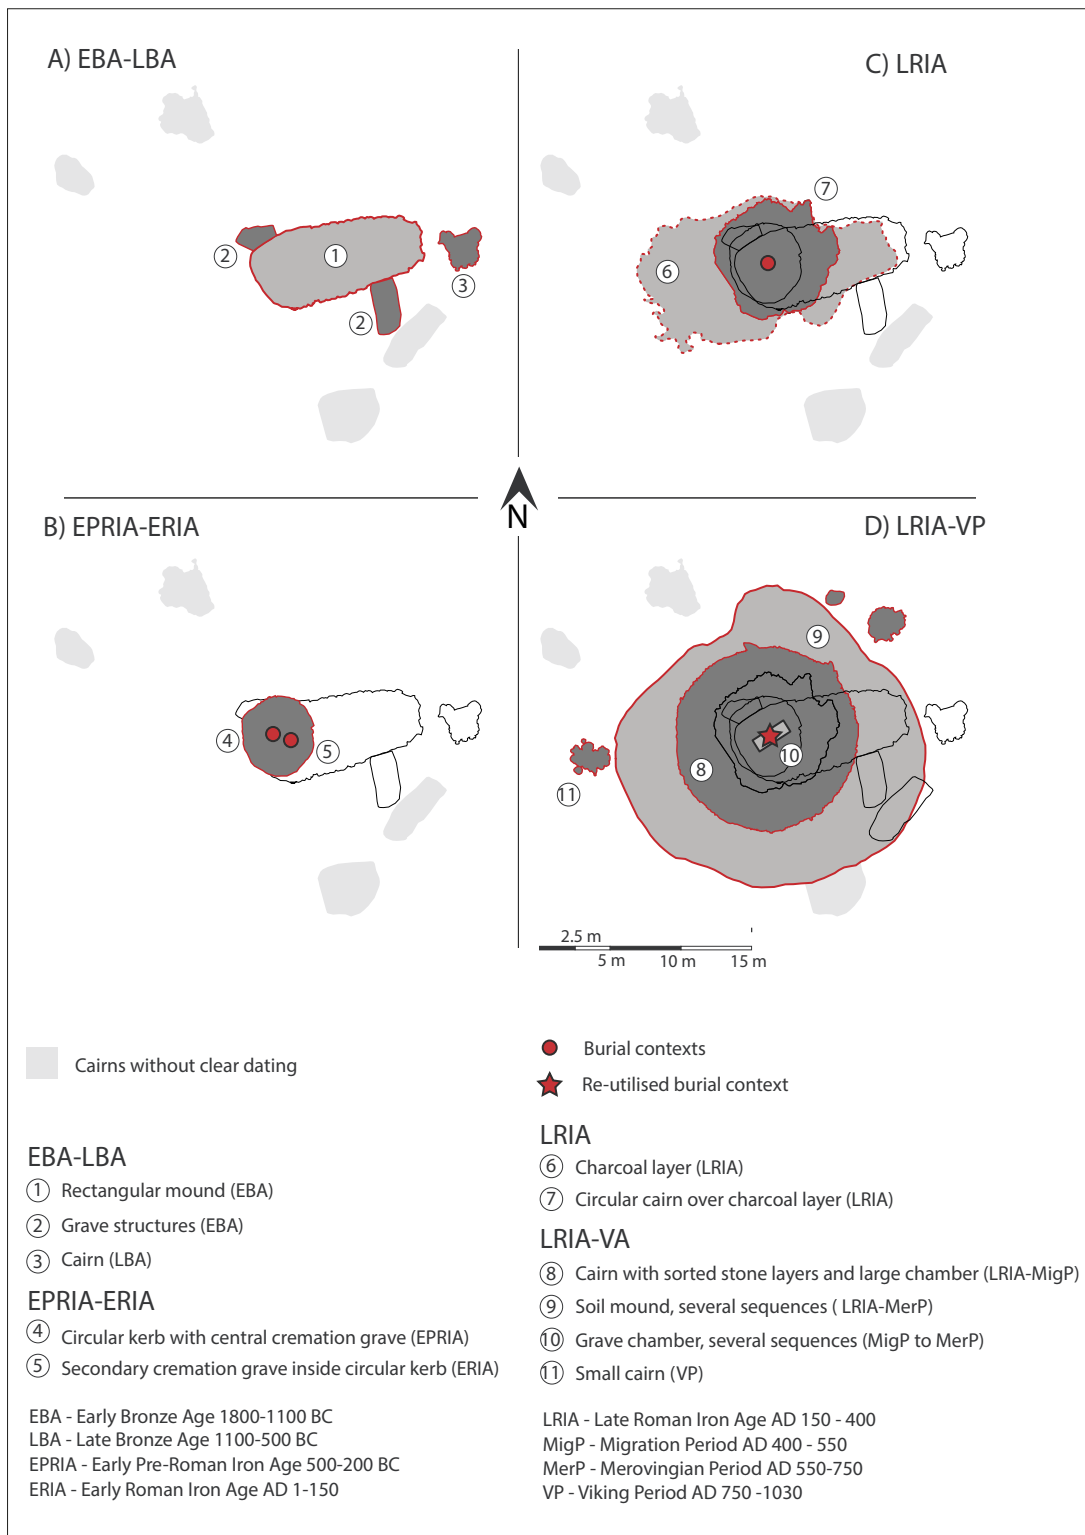 A) EBA-LBA
1
2
2
3
C) LRIA
6
7
N
B) EPRIA-ERIA
4
5
D) LRIA-VP
9
8
10
11
2.5 m
5 m 10 m 15 m
Cairns without clear dating
Burial contexts
Re-utilised burial context
EBA-LBA
1 Rectangular mound (EBA)
2 Grave structures (EBA)
3 Cairn (LBA)
EPRIA-ERIA
4 Circular kerb with central cremation grave (EPRIA)
5 Secondary cremation grave inside circular kerb (ERIA)
EBA - Early Bronze Age 1800-1100 BC
LBA - Late Bronze Age 1100-500 BC
EPRIA - Early Pre-Roman Iron Age 500-200 BC
ERIA - Early Roman Iron Age AD 1-150
LRIA
6 Charcoal layer (LRIA)
7 Circular cairn over charcoal layer (LRIA)
LRIA-VA
8 Cairn with sorted stone layers and large chamber (LRIA-MigP)
9 Soil mound, several sequences ( LRIA-MerP)
10 Grave chamber, several sequences (MigP to MerP)
11 Small cairn (VP)
LRIA - Late Roman Iron Age AD 150 - 400
MigP - Migration Period AD 400 - 550
MerP - Merovingian Period AD 550-750
VP - Viking Period AD 750 -1030